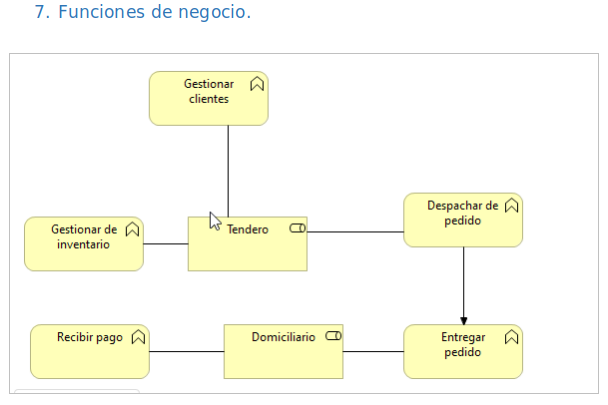 7. Funciones de negocio.
Gestionar
clientes
Despachar de
pedido
Gestionar de
inventario
Tendero
Recibir pago
Domiciliario
Entregar
pedido